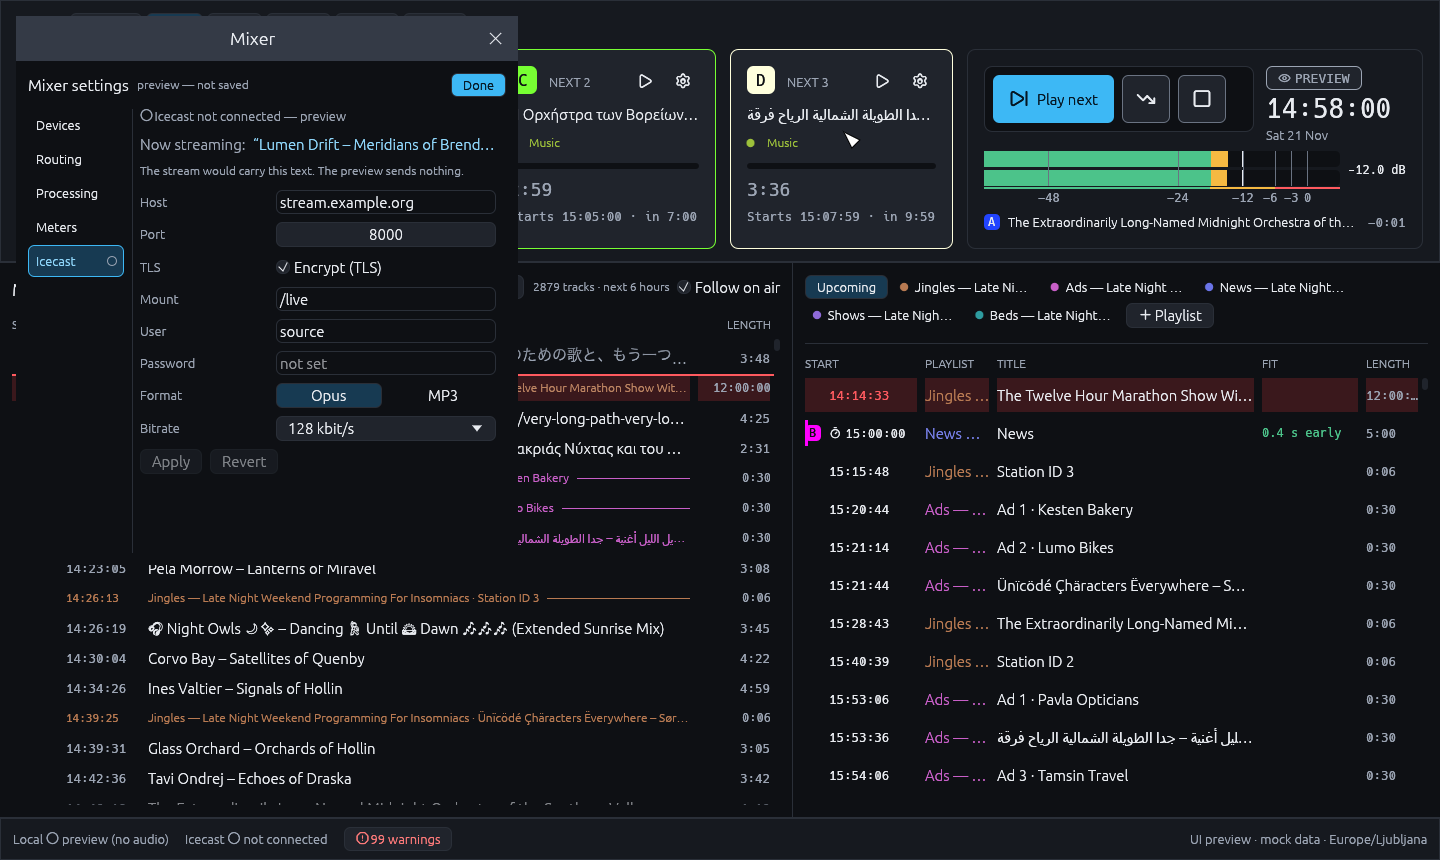 Mixer
Mixer settings preview — not saved Done
Devices
Routing
Processing
Meters
Icecast
Icecast not connected — preview
Now streaming: “Lumen Drift – Meridians of Brend…
The stream would carry this text. The preview sends nothing.
Host stream.example.org
Port 8000
TLS Encrypt (TLS)
Mount /live
User source
Password not set
Format Opus MP3
Bitrate 128 kbit/s
Apply Revert
C NEXT 2
Ορχήστρα των Βορείων…
Music
:59
Starts 15:05:00 · in 7:00
D NEXT 3
جدا الطويلة الشمالية الرياح فرقة…
Music
3:36
Starts 15:07:59 · in 9:59
Play next
PREVIEW
14:58:00
Sat 21 Nov
-12.0 dB
−48 −24 −12 −6 −3 0
A The Extraordinarily Long-Named Midnight Orchestra of th… −0:01
2879 tracks · next 6 hours Follow on air
LENGTH
のための歌と、もう一つ… 3:48
elve Hour Marathon Show Wit… 12:00:00
/very-long-path-very-lo… 4:25
ακριάς Νύχτας και του … 2:31
en Bakery 0:30
o Bikes 0:30
ليل الليل أغنية – جدا الطويلة الشمالية… 0:30
14:23:05 Pela Morrow – Lanterns of Miravel 3:08
14:26:13 Jingles — Late Night Weekend Programming For Insomniacs · Station ID 3 0:06
14:26:19 🎧 Night Owls 🌙✨ – Dancing 💃 Until 🌅 Dawn 🎶🎶🎶 (Extended Sunrise Mix) 3:45
14:30:04 Corvo Bay – Satellites of Quenby 4:22
14:34:26 Ines Valtier – Signals of Hollin 4:59
14:39:25 Jingles — Late Night Weekend Programming For Insomniacs · Ünïcödé Çhäracters Ëverywhere – Sør… 0:06
14:39:31 Glass Orchard – Orchards of Hollin 3:05
14:42:36 Tavi Ondrej – Echoes of Draska 3:42
Upcoming Jingles — Late Ni… Ads — Late Night … News — Late Night…
Shows — Late Nigh… Beds — Late Night… + Playlist
START PLAYLIST TITLE FIT LENGTH
14:14:33 Jingles … The Twelve Hour Marathon Show Wi… 12:00:…
B 15:00:00 News … News 0.4 s early 5:00
15:15:48 Jingles … Station ID 3 0:06
15:20:44 Ads — … Ad 1 · Kesten Bakery 0:30
15:21:14 Ads — … Ad 2 · Lumo Bikes 0:30
15:21:44 Ads — … Ünïcödé Çhäracters Ëverywhere – S… 0:30
15:28:43 Jingles … The Extraordinarily Long-Named Mi… 0:06
15:40:39 Jingles … Station ID 2 0:06
15:53:06 Ads — … Ad 1 · Pavla Opticians 0:30
15:53:36 Ads — … لليل أغنية – جدا الطويلة الشمالية الرياح فرقة… 0:30
15:54:06 Ads — … Ad 3 · Tamsin Travel 0:30
Local preview (no audio) Icecast not connected 99 warnings
UI preview · mock data · Europe/Ljubljana